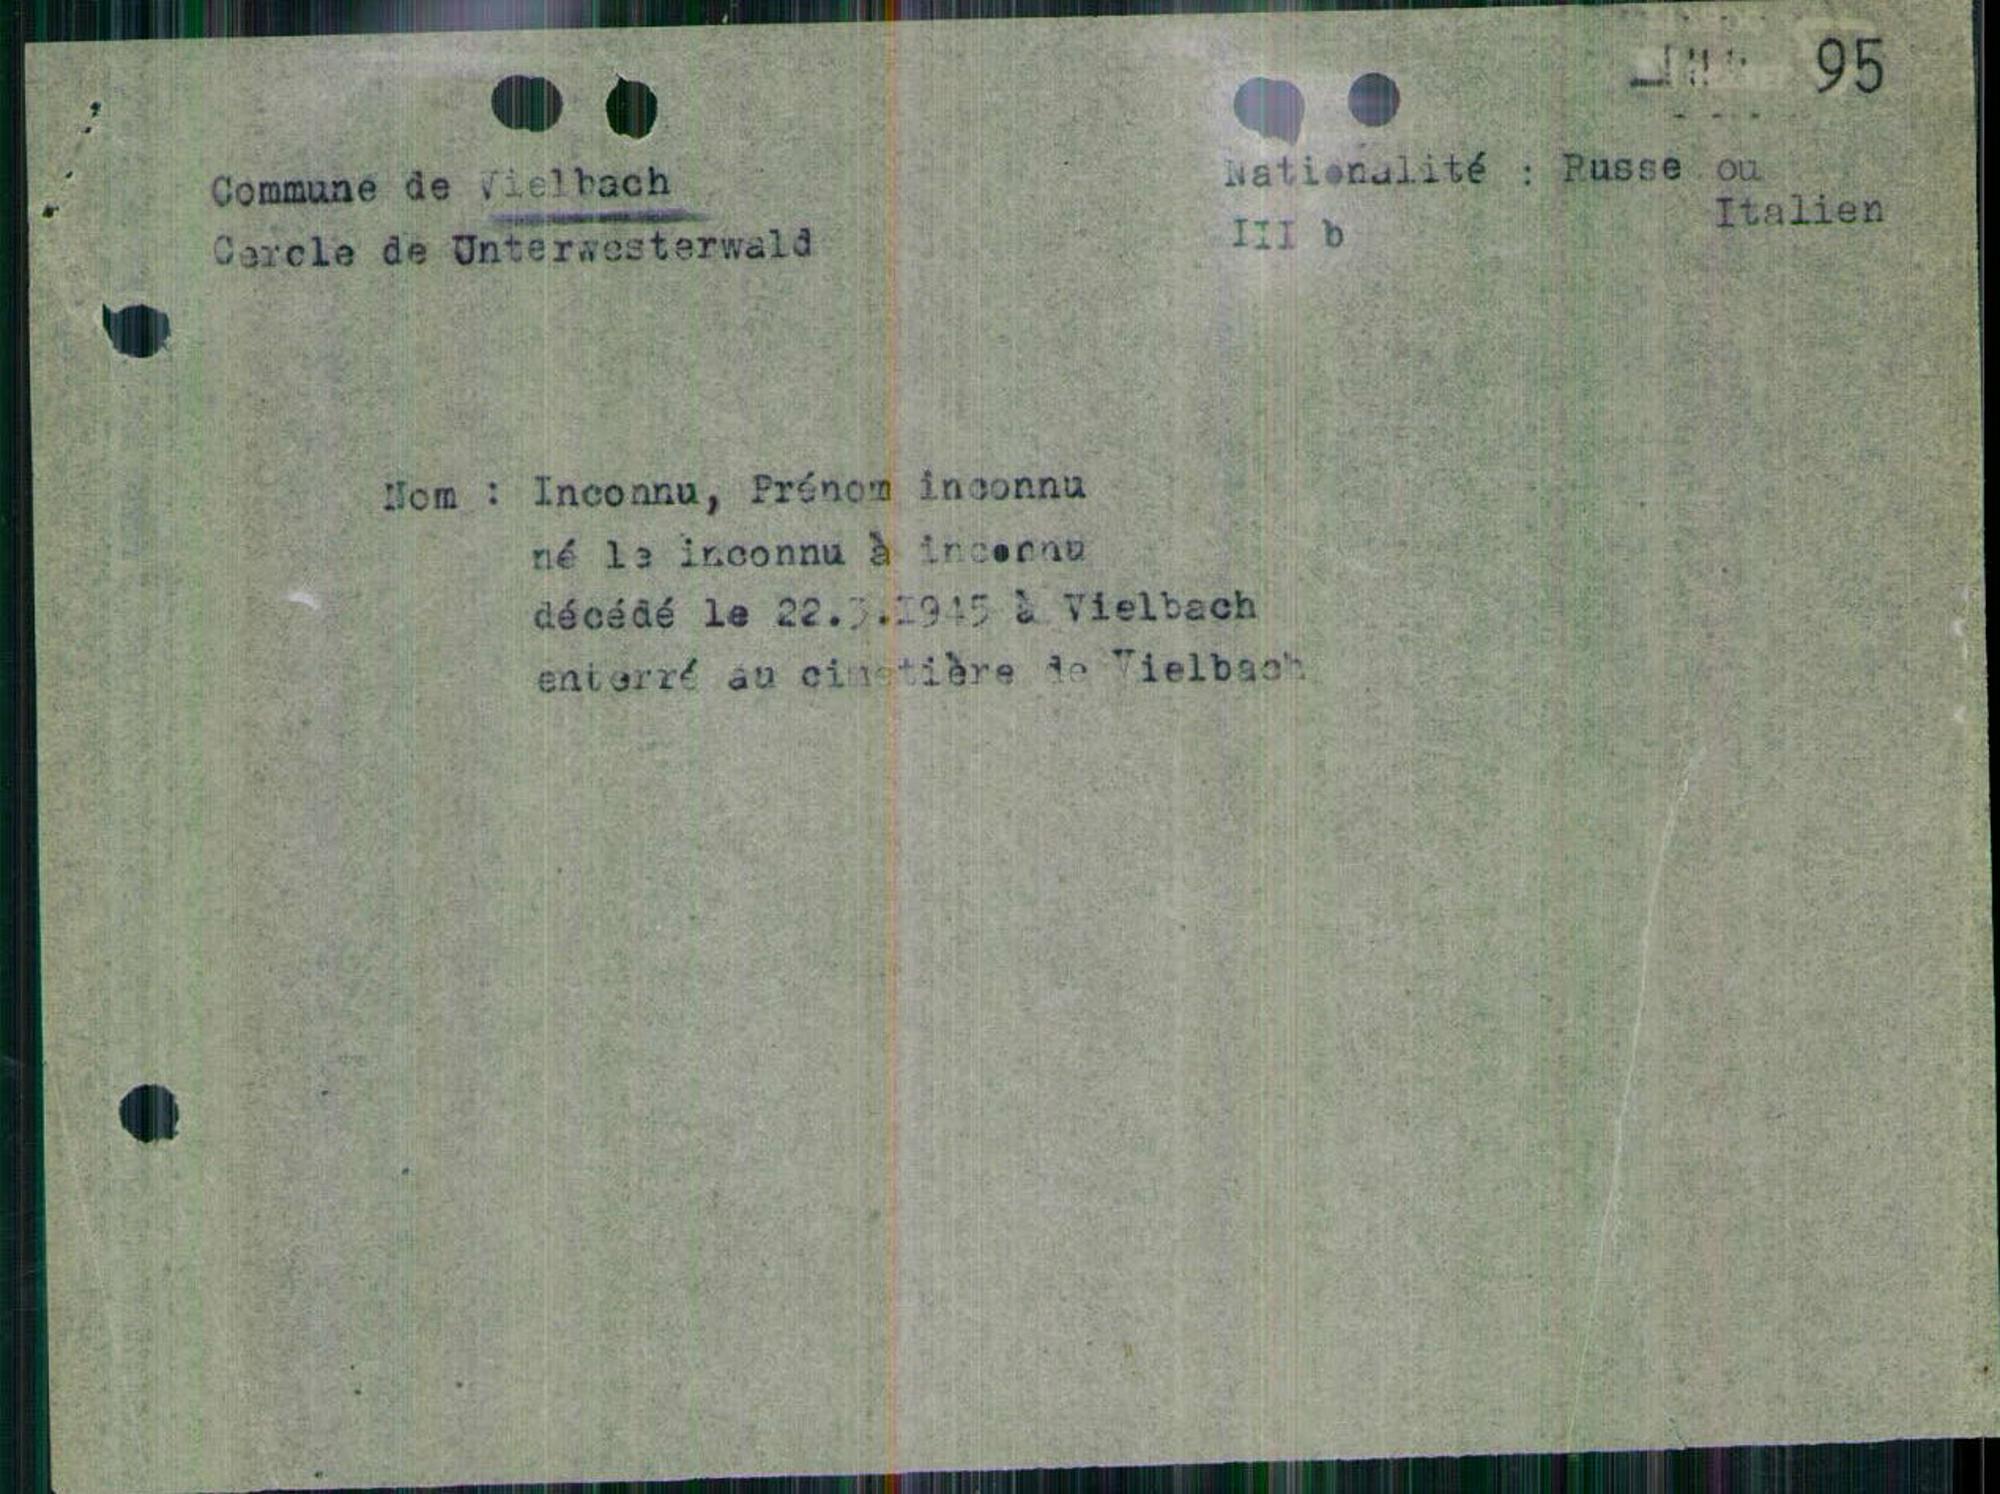 95
Commune de Vielbach
Cercle de Unterwesterwald
Nationalité : Russe ou
Italien
III b
Nom : Inconnu, Prénom inconnu
né le inconnu à inconnu
décédé le 22.3.1945 à Vielbach
enterré au cimetière de Vielbach